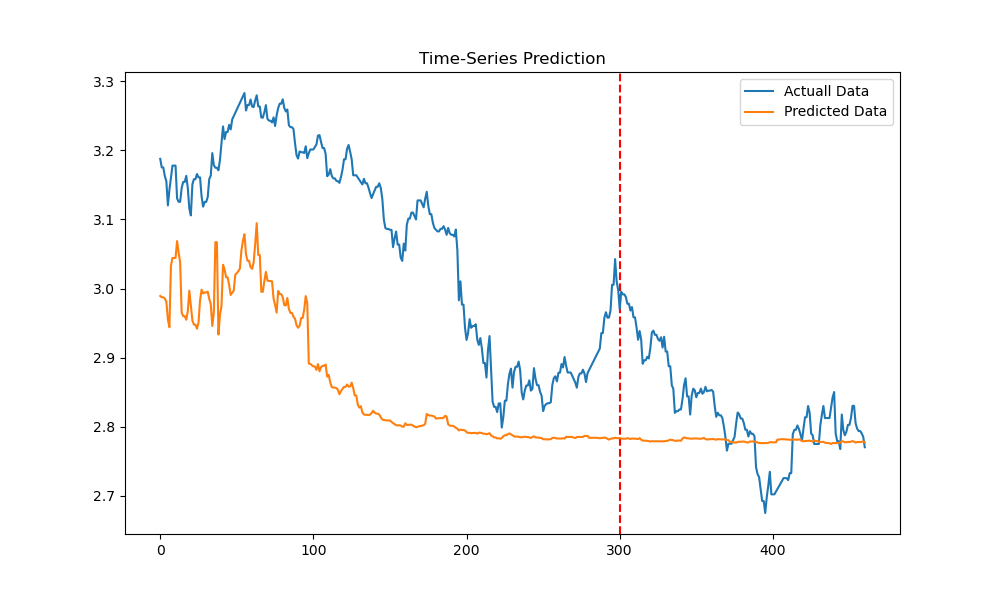 Time-Series Prediction
Actuall Data
Predicted Data
3.3
3.2
3.1
3.0
2.9
2.8
2.7
0 100 200 300 400